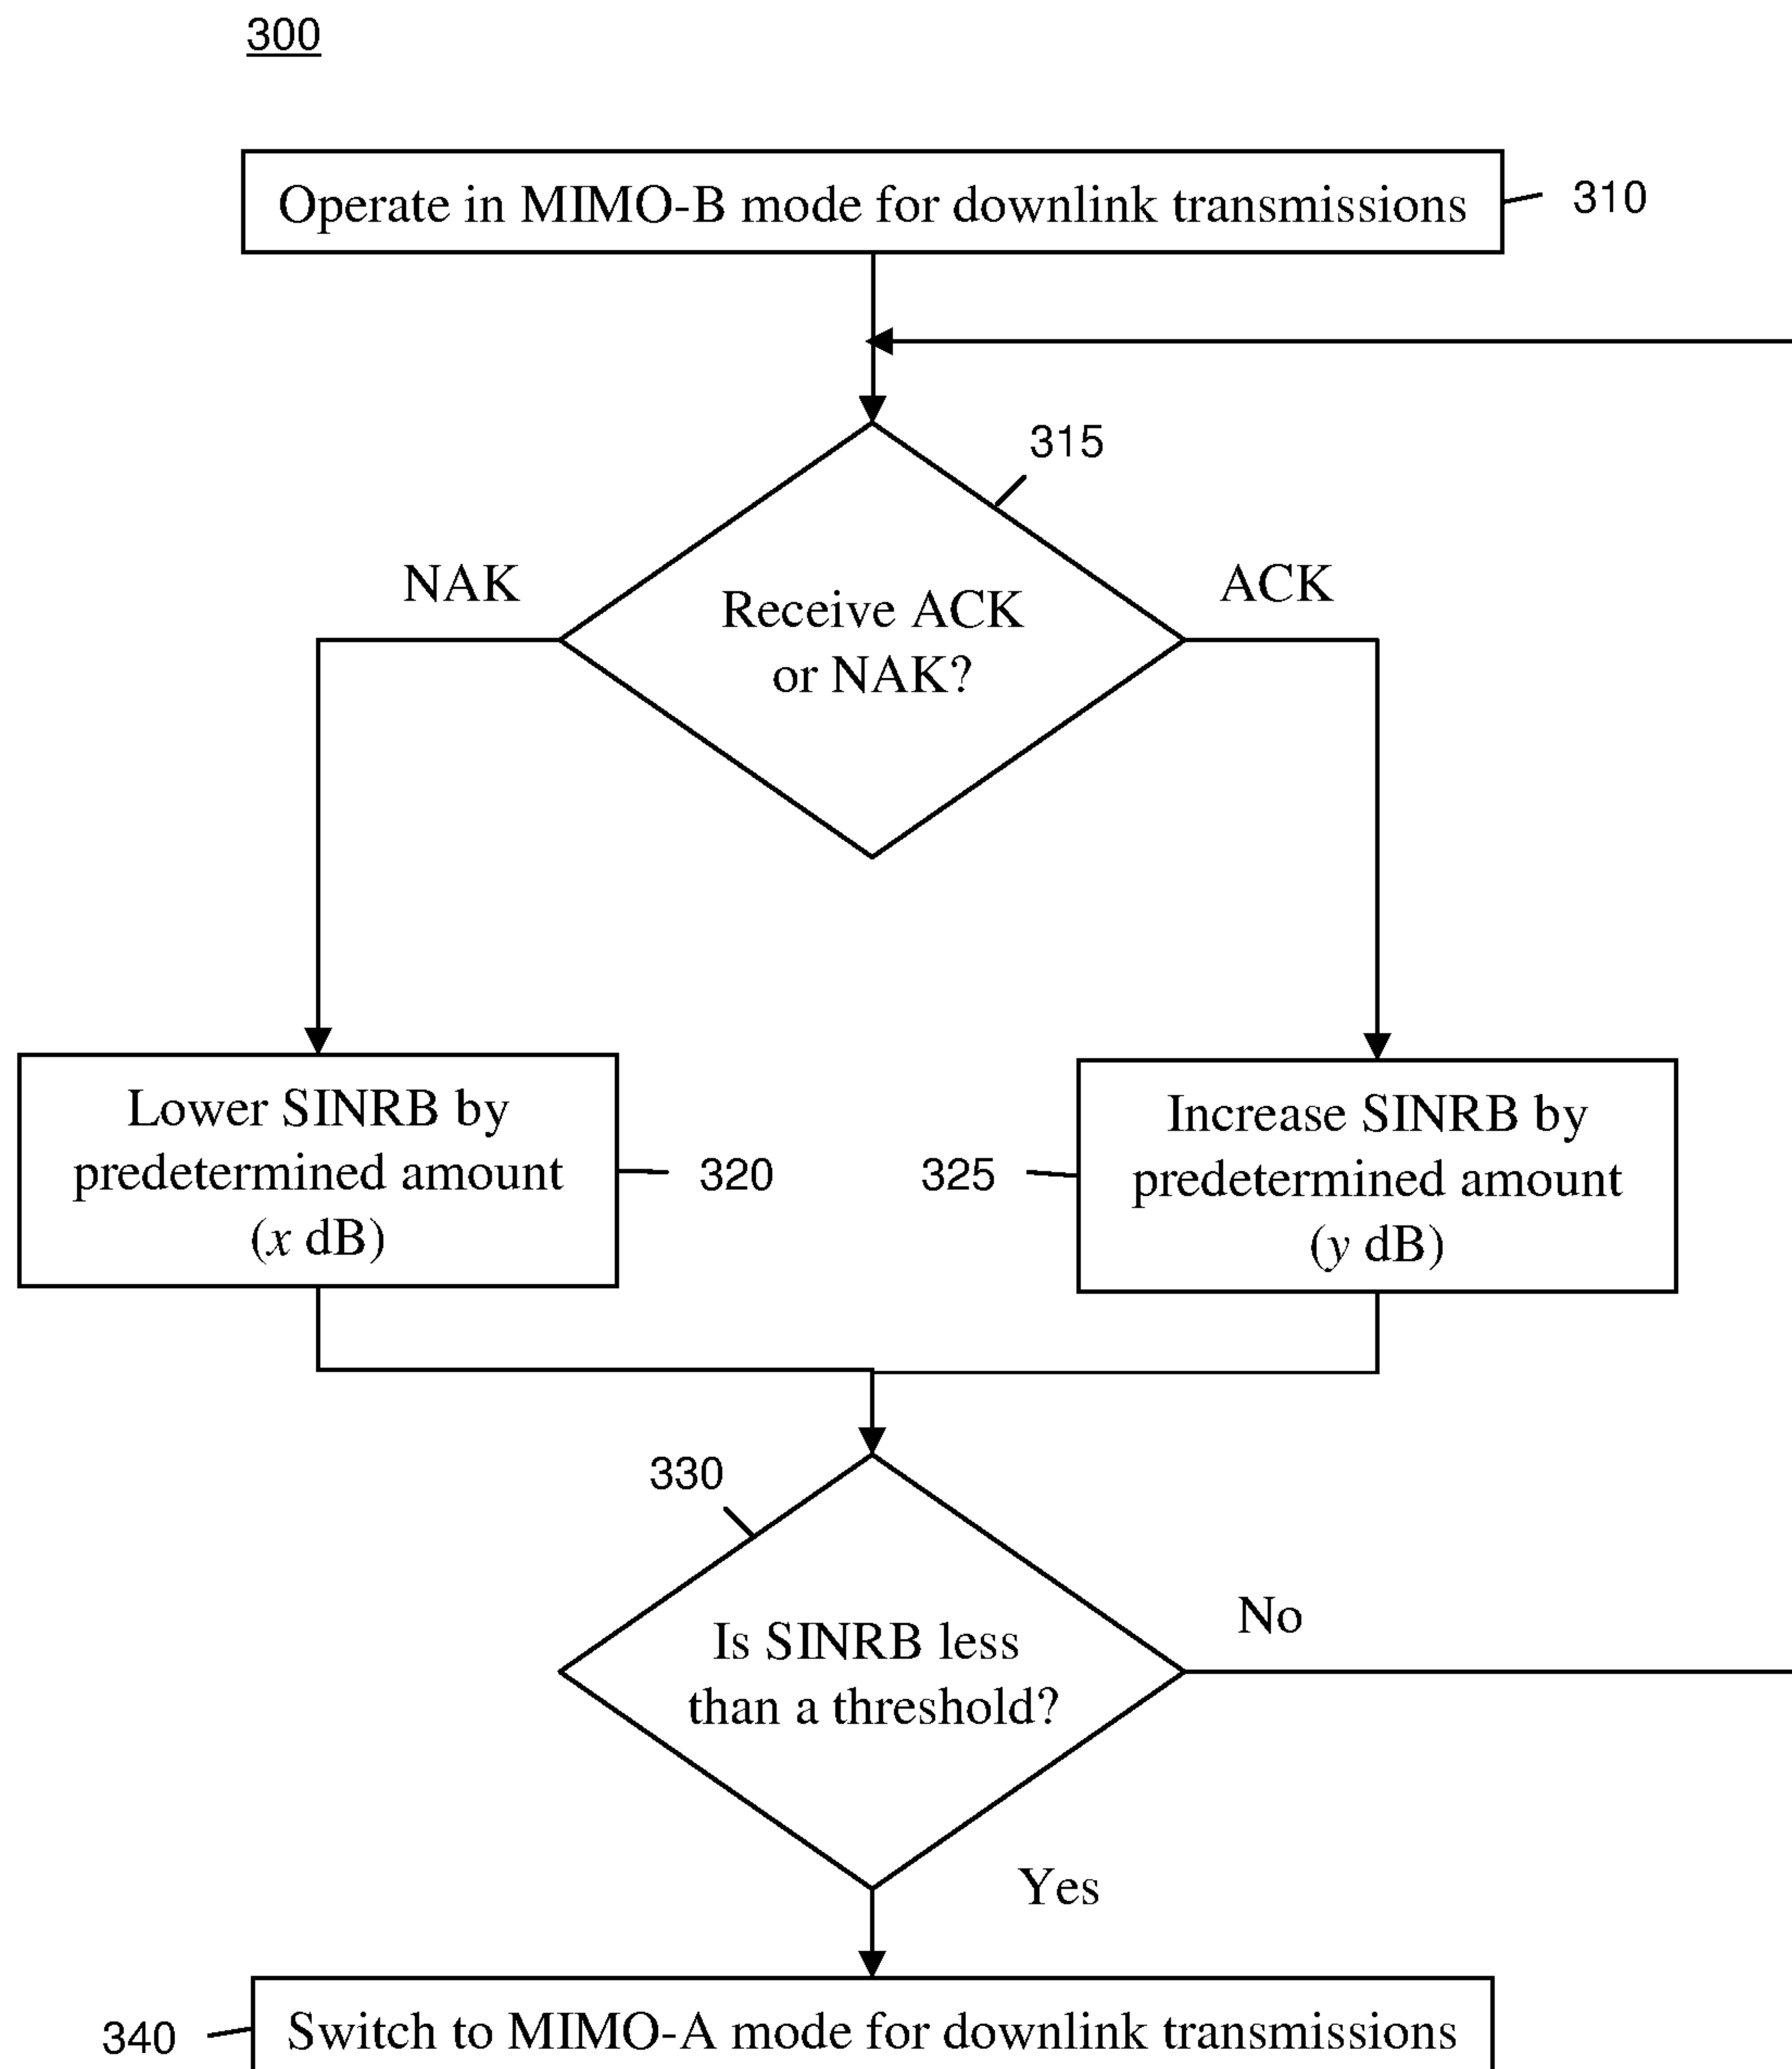 300
Operate in MIMO-B mode for downlink transmissions
310
315
NAK
ACK
Receive ACK
or NAK?
Lower SINRB by
predetermined amount
(x dB)
320
325
Increase SINRB by
predetermined amount
(y dB)
330
Is SINRB less
than a threshold?
No
Yes
340
Switch to MIMO-A mode for downlink transmissions